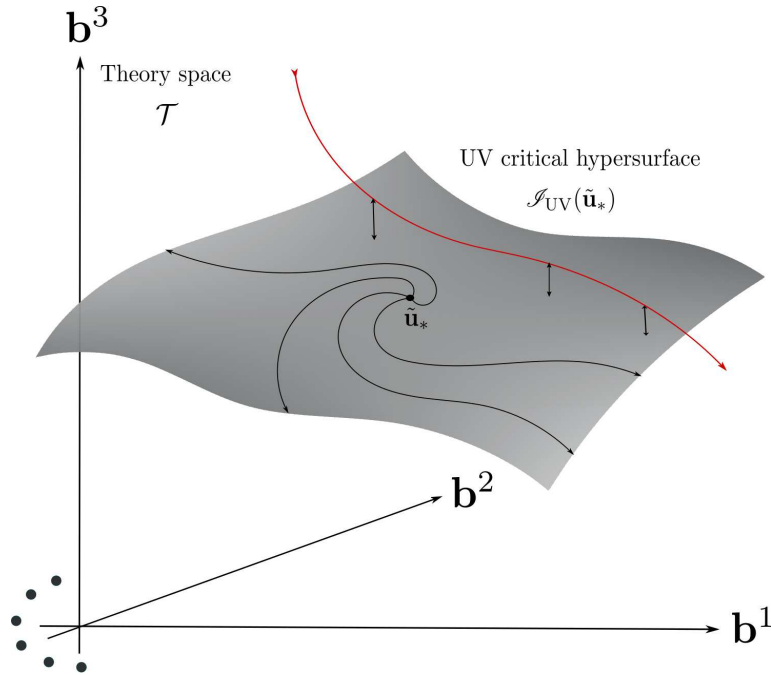 b³
Theory space
𝒯
UV critical hypersurface
𝒮_UV(ũ_*)
ũ_*
b²
b¹